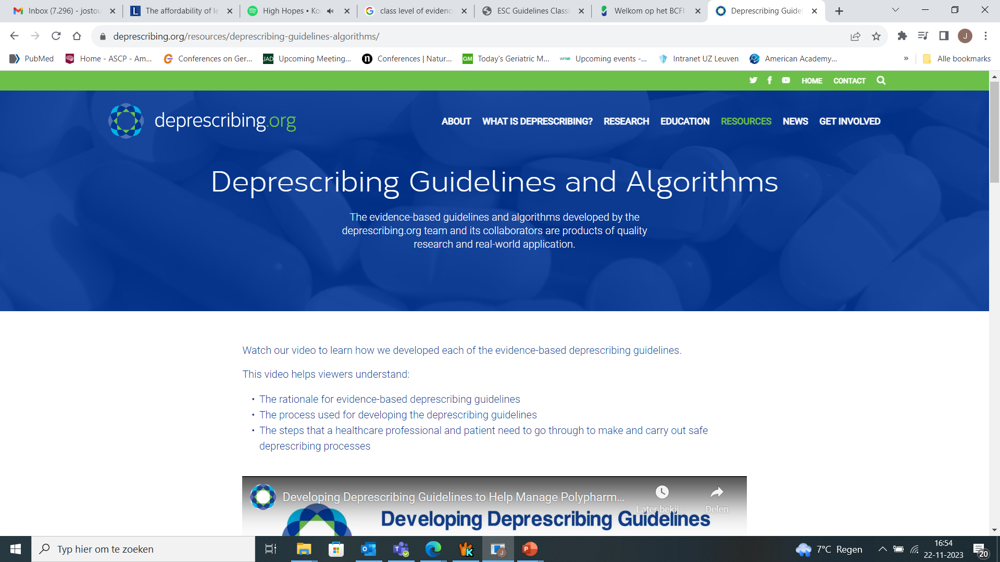 Inbox (7.296) - jostou
The affordability of le
High Hopes • Ko
class level of evidenc
ESC Guidelines Classi
Welkom op het BCFI
Deprescribing Guidel
deprescribing.org/resources/deprescribing-guidelines-algorithms/
J
PubMed
Home - ASCP - Am...
Conferences on Ger...
JAD
Upcoming Meeting...
n
Conferences | Natur...
GM
Today's Geriatric M...
WFNR
Upcoming events -...
Intranet UZ Leuven
American Academy...
»
Alle bookmarks
HOME
CONTACT
deprescribing.org
ABOUT
WHAT IS DEPRESCRIBING?
RESEARCH
EDUCATION
RESOURCES
NEWS
GET INVOLVED
Deprescribing Guidelines and Algorithms
The evidence-based guidelines and algorithms developed by the
deprescribing.org team and its collaborators are products of quality
research and real-world application.
Watch our video to learn how we developed each of the evidence-based deprescribing guidelines.
This video helps viewers understand:
• The rationale for evidence-based deprescribing guidelines
• The process used for developing the deprescribing guidelines
• The steps that a healthcare professional and patient need to go through to make and carry out safe
deprescribing processes
Developing Deprescribing Guidelines to Help Manage Polypharm...
Later bekij...
Delen
Developing Deprescribing Guidelines
Typ hier om te zoeken
7°C Regen
16:54
22-11-2023
20